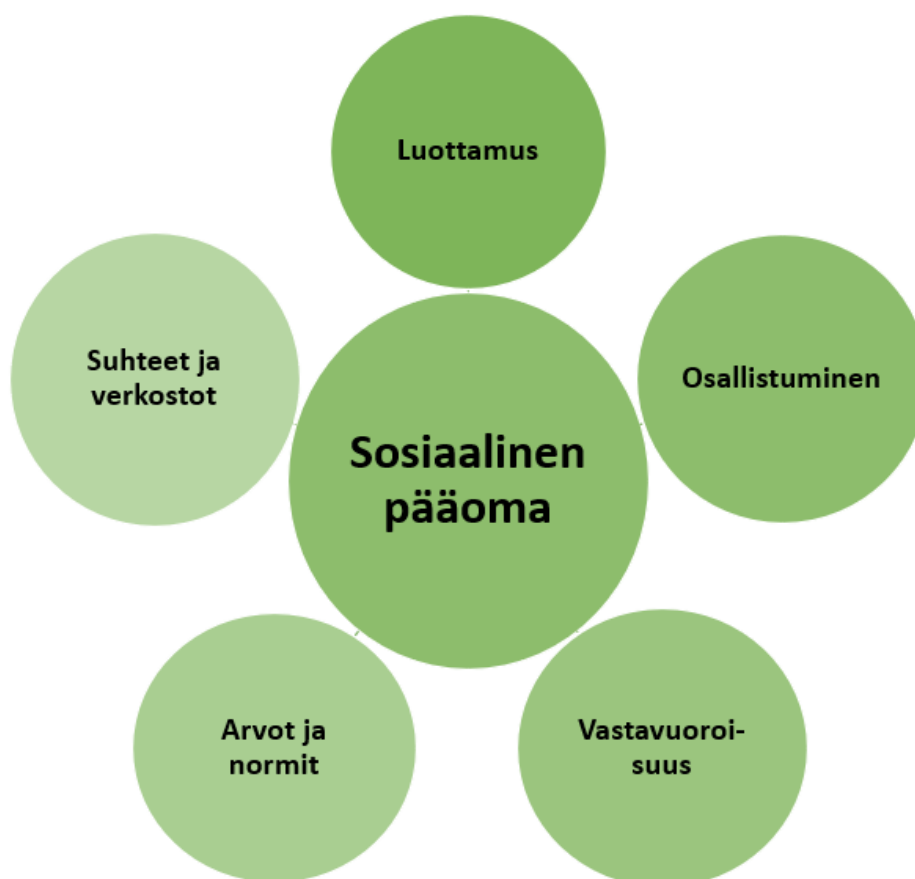 Luottamus
Osallistuminen
Suhteet ja
verkostot
Sosiaalinen
pääoma
Arvot ja
normit
Vastavuoroi-
suus